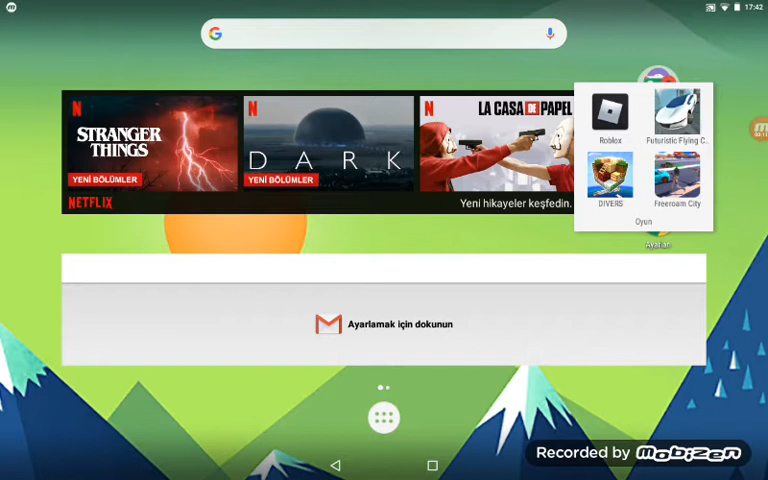 17:42
STRANGER
THINGS
YENİ BÖLÜMLER
DARK
YENİ BÖLÜMLER
LA CASA DE PAPEL
NETFLIX
Yeni hikayeler keşfedin.
Roblox
Futuristic Flying C..
DIVERS
Freeroam City
Oyun
Ayarları
Ayarlamak için dokunun
Recorded by MOBIZEN